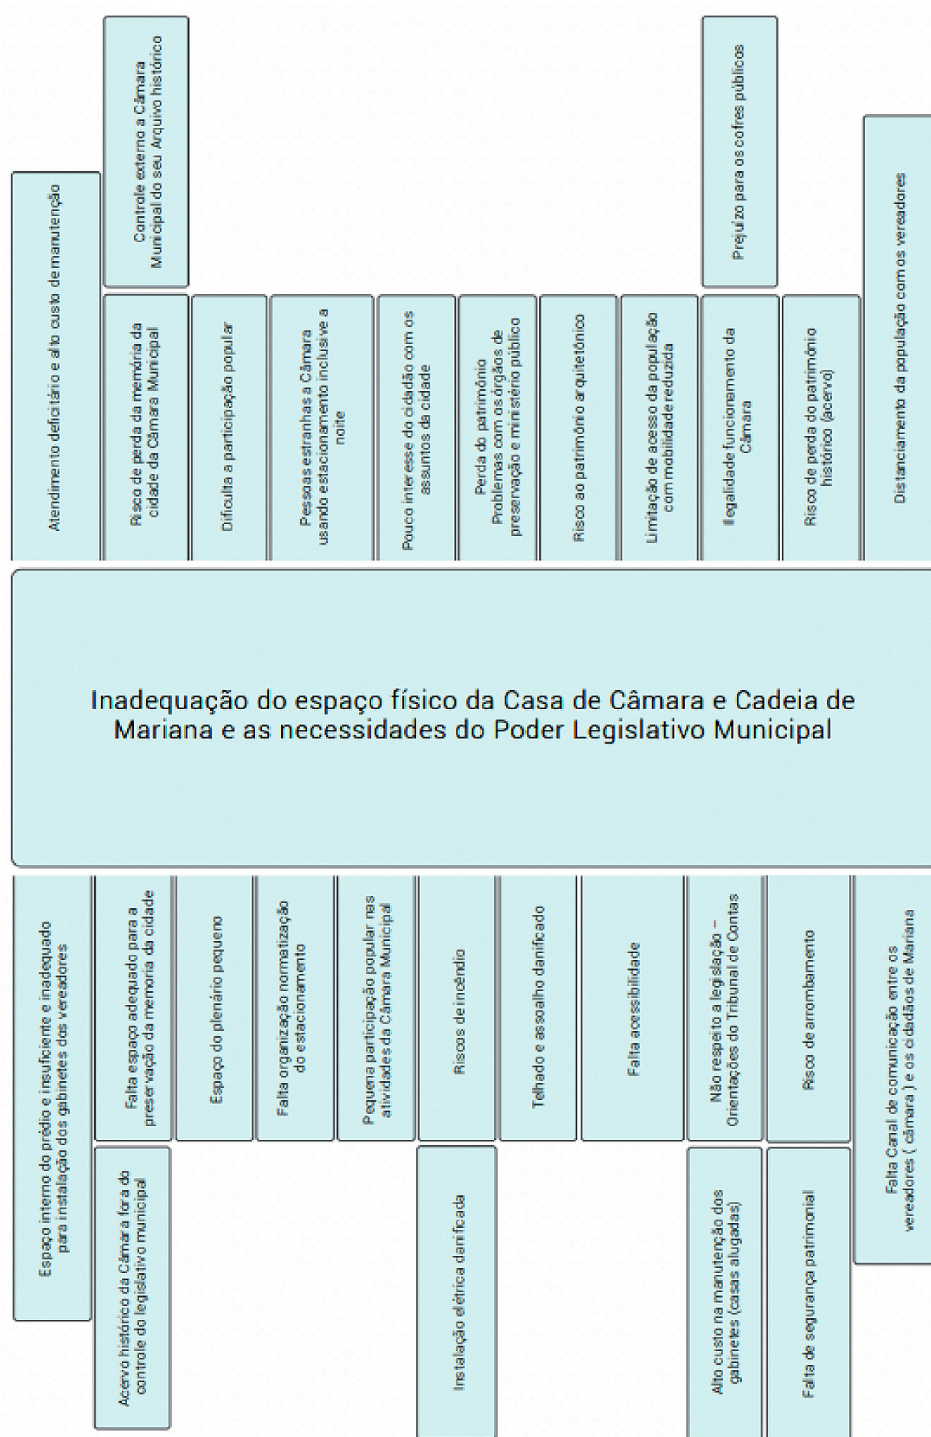 Controle externo a Câmara
Municipal do seu Arquivo histórico
Prejuízo para os cofres públicos
Atendimento deficitário e alto custo de manutenção
Risco de perda da memória da
cidade da Câmara Municipal
Dificulta a participação popular
Pessoas estranhas a Câmara
usando estacionamento inclusive a
noite
Pouco interesse do cidadão com os
assuntos da cidade
Perda do patrimônio
Problemas com os órgãos de
preservação e ministério público
Risco ao patrimônio arquitetônico
Limitação de acesso da população
com mobilidade reduzida
Ilegalidade funcionamento da
Câmara
Risco de perda do patrimônio
histórico (acervo)
Distanciamento da população com os vereadores
Inadequação do espaço físico da Casa de Câmara e Cadeia de
Mariana e as necessidades do Poder Legislativo Municipal
Espaço interno do prédio e insuficiente e inadequado
para instalação dos gabinetes dos vereadores
Falta espaço adequado para a
preservação da memoria da cidade
Espaço do plenário pequeno
Falta organização normatização
do estacionamento
Pequena participação popular nas
atividades da Câmara Municipal
Riscos de incêndio
Telhado e assoalho danificado
Falta acessibilidade
Não respeito a legislação –
Orientações do Tribunal de Contas
Risco de arrombamento
Falta Canal de comunicação entre os
vereadores ( câmara ) e os cidadãos de Mariana
Acervo histórico da Câmara fora do
controle do legislativo municipal
Instalação elétrica danificada
Alto custo na manutenção dos
gabinetes (casas alugadas)
Falta de segurança patrimonial